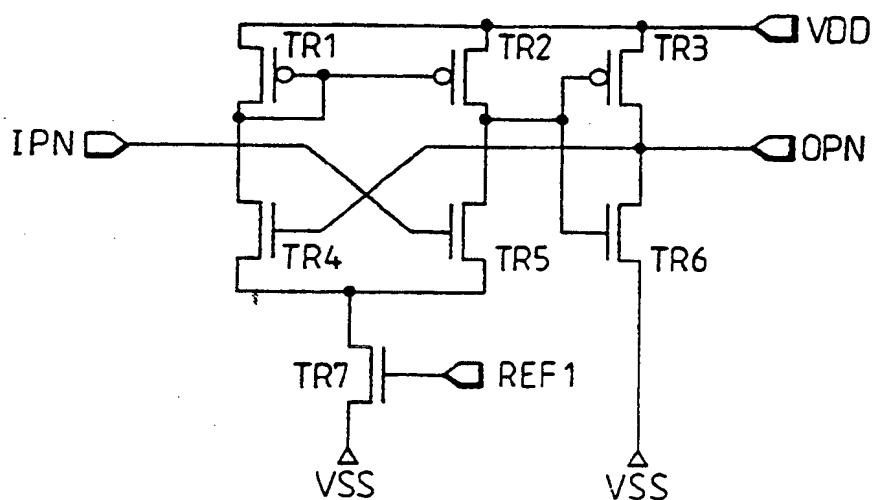 TR1
TR2
TR3
VDD
IPN
OPN
TR4
TR5
TR6
TR7
REF1
VSS
VSS